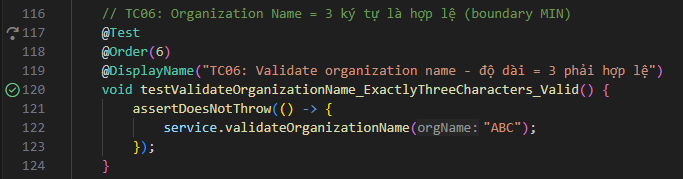 116 // TC06: Organization Name = 3 ký tự là hợp lệ (boundary MIN)
117 @Test
118 @Order(6)
119 @DisplayName("TC06: Validate organization name - độ dài = 3 phải hợp lệ")
120 void testValidateOrganizationName_ExactlyThreeCharacters_Valid() {
121 assertDoesNotThrow(() -> {
122 service.validateOrganizationName(orgName: "ABC");
123 });
124 }